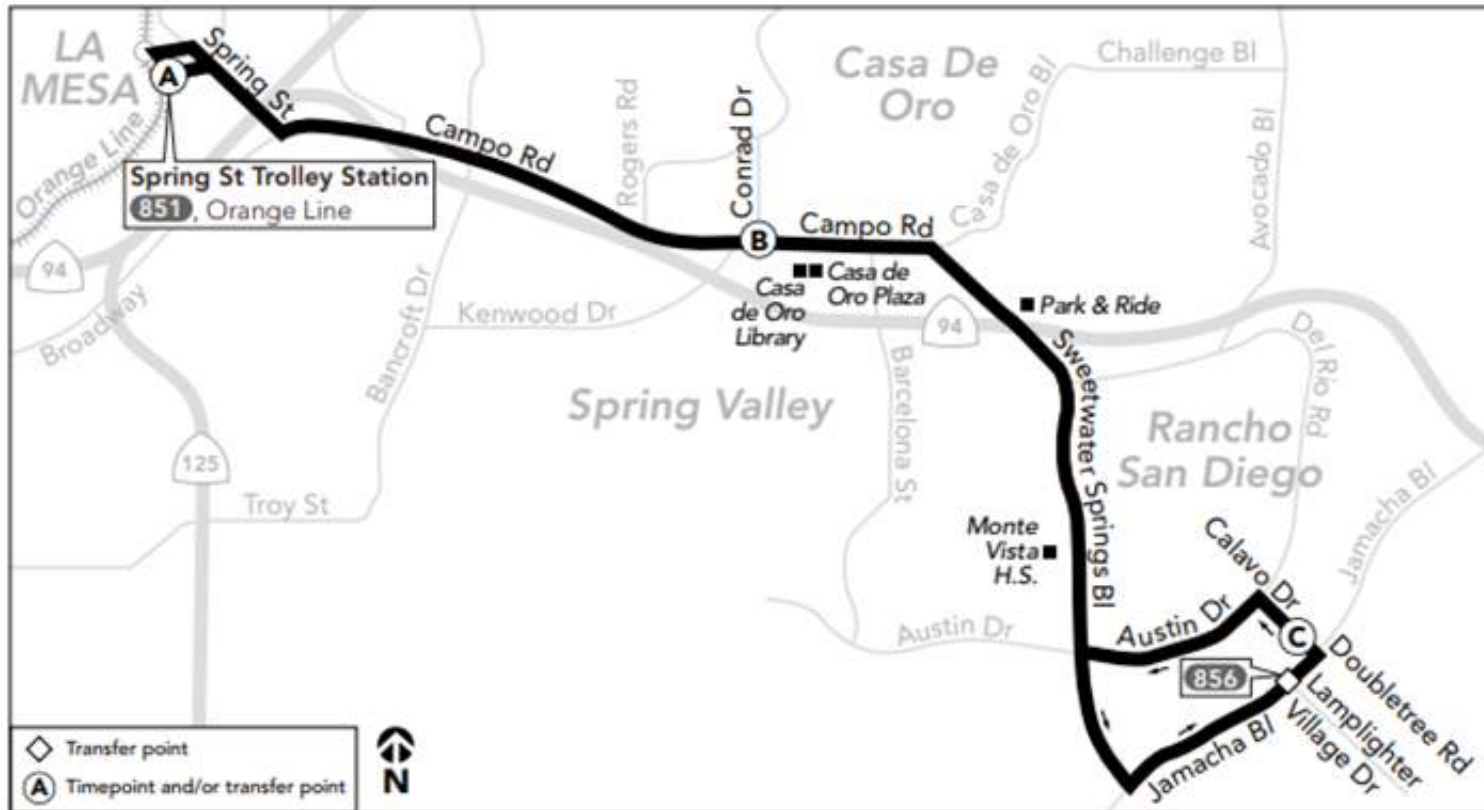 LA
MESA
A
Spring St
Orange Line
Spring St Trolley Station
851, Orange Line
94
Broadway
125
Troy St
Bancroft Dr
Kenwood Dr
Campo Rd
Rogers Rd
Conrad Dr
B
Campo Rd
Casa De
Oro
Casa de Oro Bl
Challenge Bl
Avocado Bl
Casa
de Oro
Library
Casa de
Oro Plaza
94
Park & Ride
Spring Valley
Barcelona St
Sweetwater Springs Bl
Del Rio Rd
Rancho
San Diego
Jamacha Bl
Monte
Vista
H.S.
Calavo Dr
Austin Dr
Austin Dr
C
856
Doubletree Rd
Lamplighter
Village Dr
Jamacha Bl
Transfer point
A Timepoint and/or transfer point
N